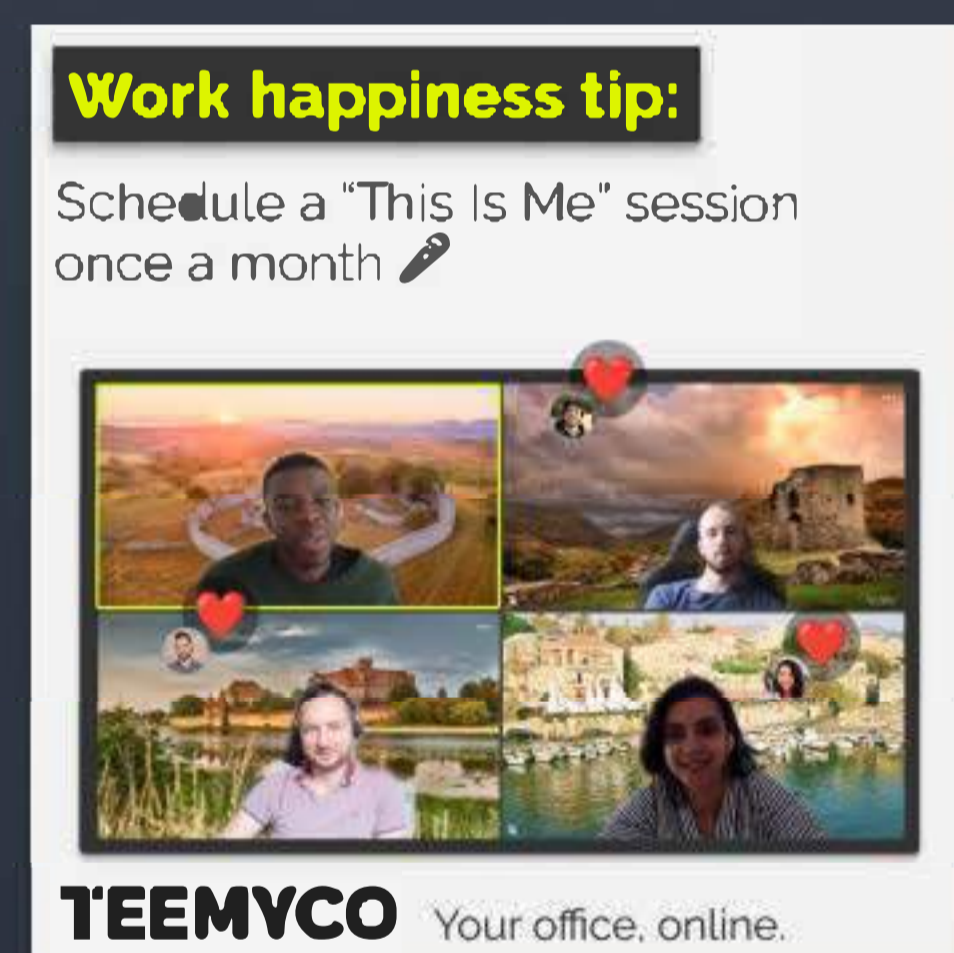 Work happiness tip:
Schedule a "This Is Me" session
once a month
TEEMYCO
Your office, online.